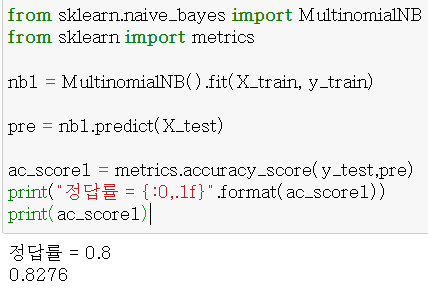 from sklearn.naive_bayes import MultinomialNB
from sklearn import metrics
nb1 = MultinomialNB().fit(X_train, y_train)
pre = nb1.predict(X_test)
ac_score1 = metrics.accuracy_score(y_test,pre)
print("정답률 = {:0,.1f}".format(ac_score1))
print(ac_score1)
정답률 = 0.8
0.8276